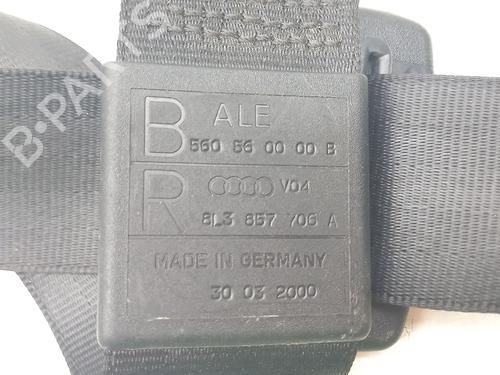 B ALE
560 56 00 00 B
R V04
8L3 857 706 A
MADE IN GERMANY
30 03 2000
B-PARTS